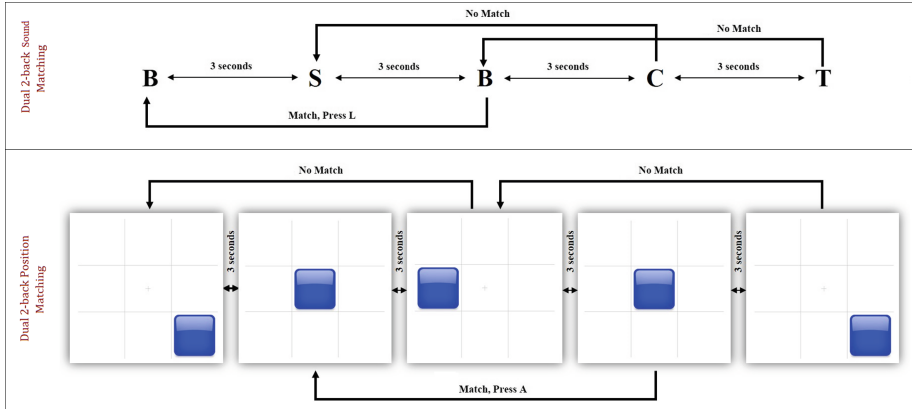 Dual 2-back Sound
Matching
No Match
No Match
B
3 seconds
S
3 seconds
B
3 seconds
C
3 seconds
T
Match, Press L
Dual 2-back Position
Matching
No Match
No Match
3 seconds
3 seconds
3 seconds
3 seconds
Match, Press A